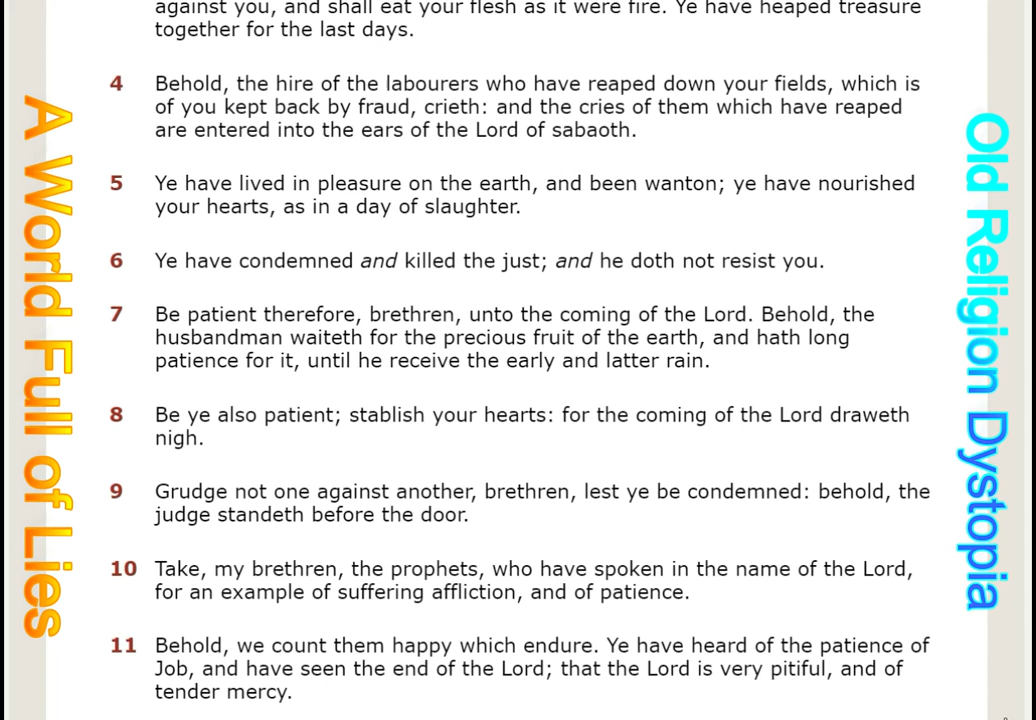 against you, and shall eat your flesh as it were fire. Ye have heaped treasure
together for the last days.
4 Behold, the hire of the labourers who have reaped down your fields, which is
of you kept back by fraud, crieth: and the cries of them which have reaped
are entered into the ears of the Lord of sabaoth.
5 Ye have lived in pleasure on the earth, and been wanton; ye have nourished
your hearts, as in a day of slaughter.
6 Ye have condemned and killed the just; and he doth not resist you.
7 Be patient therefore, brethren, unto the coming of the Lord. Behold, the
husbandman waiteth for the precious fruit of the earth, and hath long
patience for it, until he receive the early and latter rain.
8 Be ye also patient; stablish your hearts: for the coming of the Lord draweth
nigh.
9 Grudge not one against another, brethren, lest ye be condemned: behold, the
judge standeth before the door.
10 Take, my brethren, the prophets, who have spoken in the name of the Lord,
for an example of suffering affliction, and of patience.
11 Behold, we count them happy which endure. Ye have heard of the patience of
Job, and have seen the end of the Lord; that the Lord is very pitiful, and of
tender mercy.
A World Full of Lies
Old Religion Dystopia